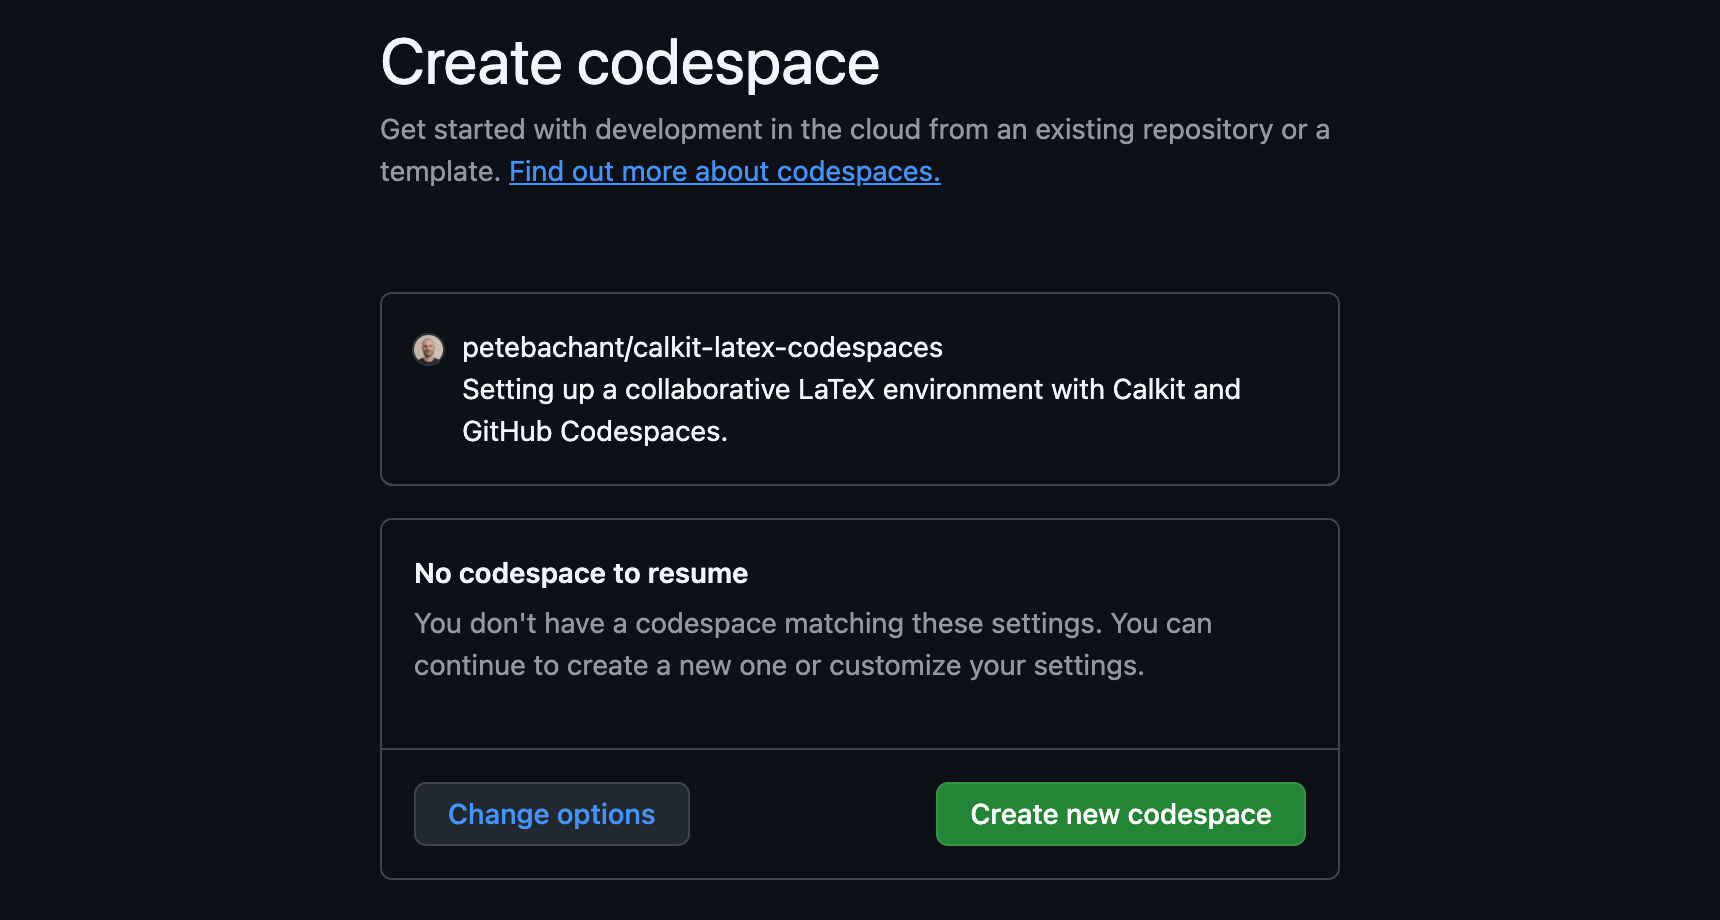 Create codespace
Get started with development in the cloud from an existing repository or a
template. Find out more about codespaces.
petebachant/calkit-latex-codespaces
Setting up a collaborative LaTeX environment with Calkit and
GitHub Codespaces.
No codespace to resume
You don't have a codespace matching these settings. You can
continue to create a new one or customize your settings.
Change options
Create new codespace